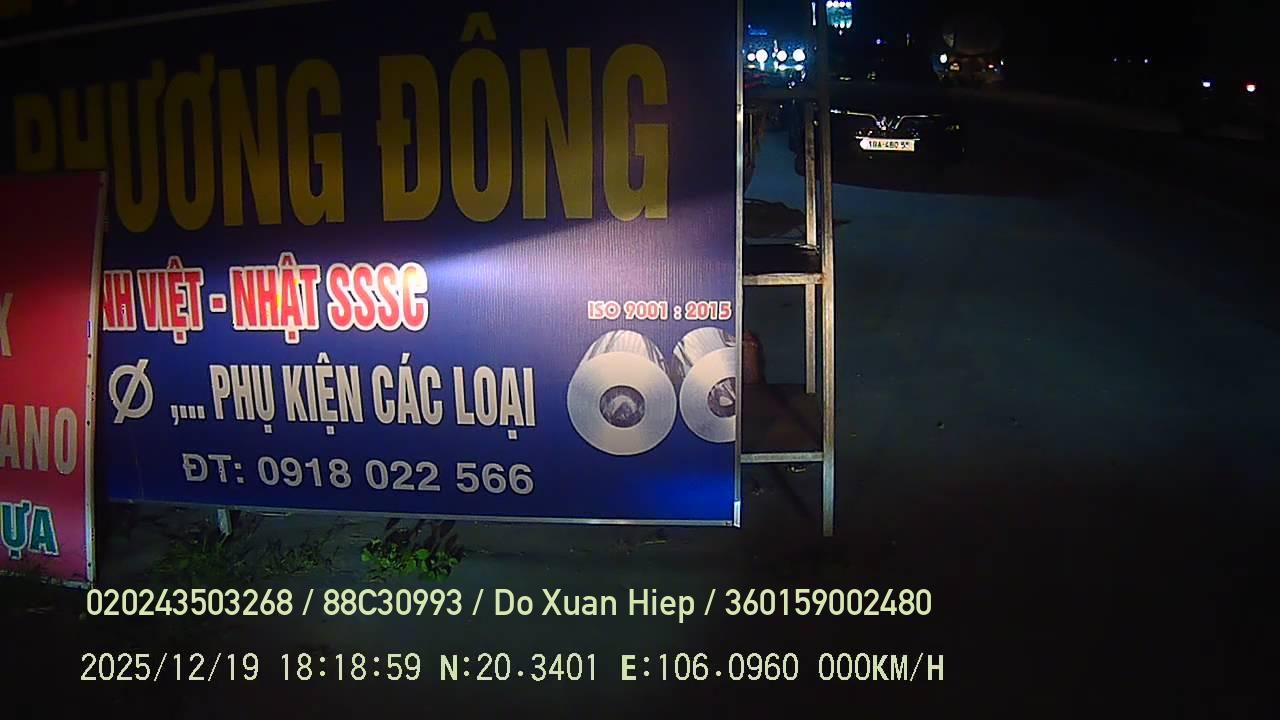 PHƯƠNG ĐÔNG
NH VIỆT - NHẬT SSSC
ISO 9001 : 2015
Ø ,... PHỤ KIỆN CÁC LOẠI
ĐT: 0918 022 566
X
ANO
ỰA
020243503268 / 88C30993 / Do Xuan Hiep / 360159002480
2025/12/19 18:18:59 N:20.3401 E:106.0960 000KM/H